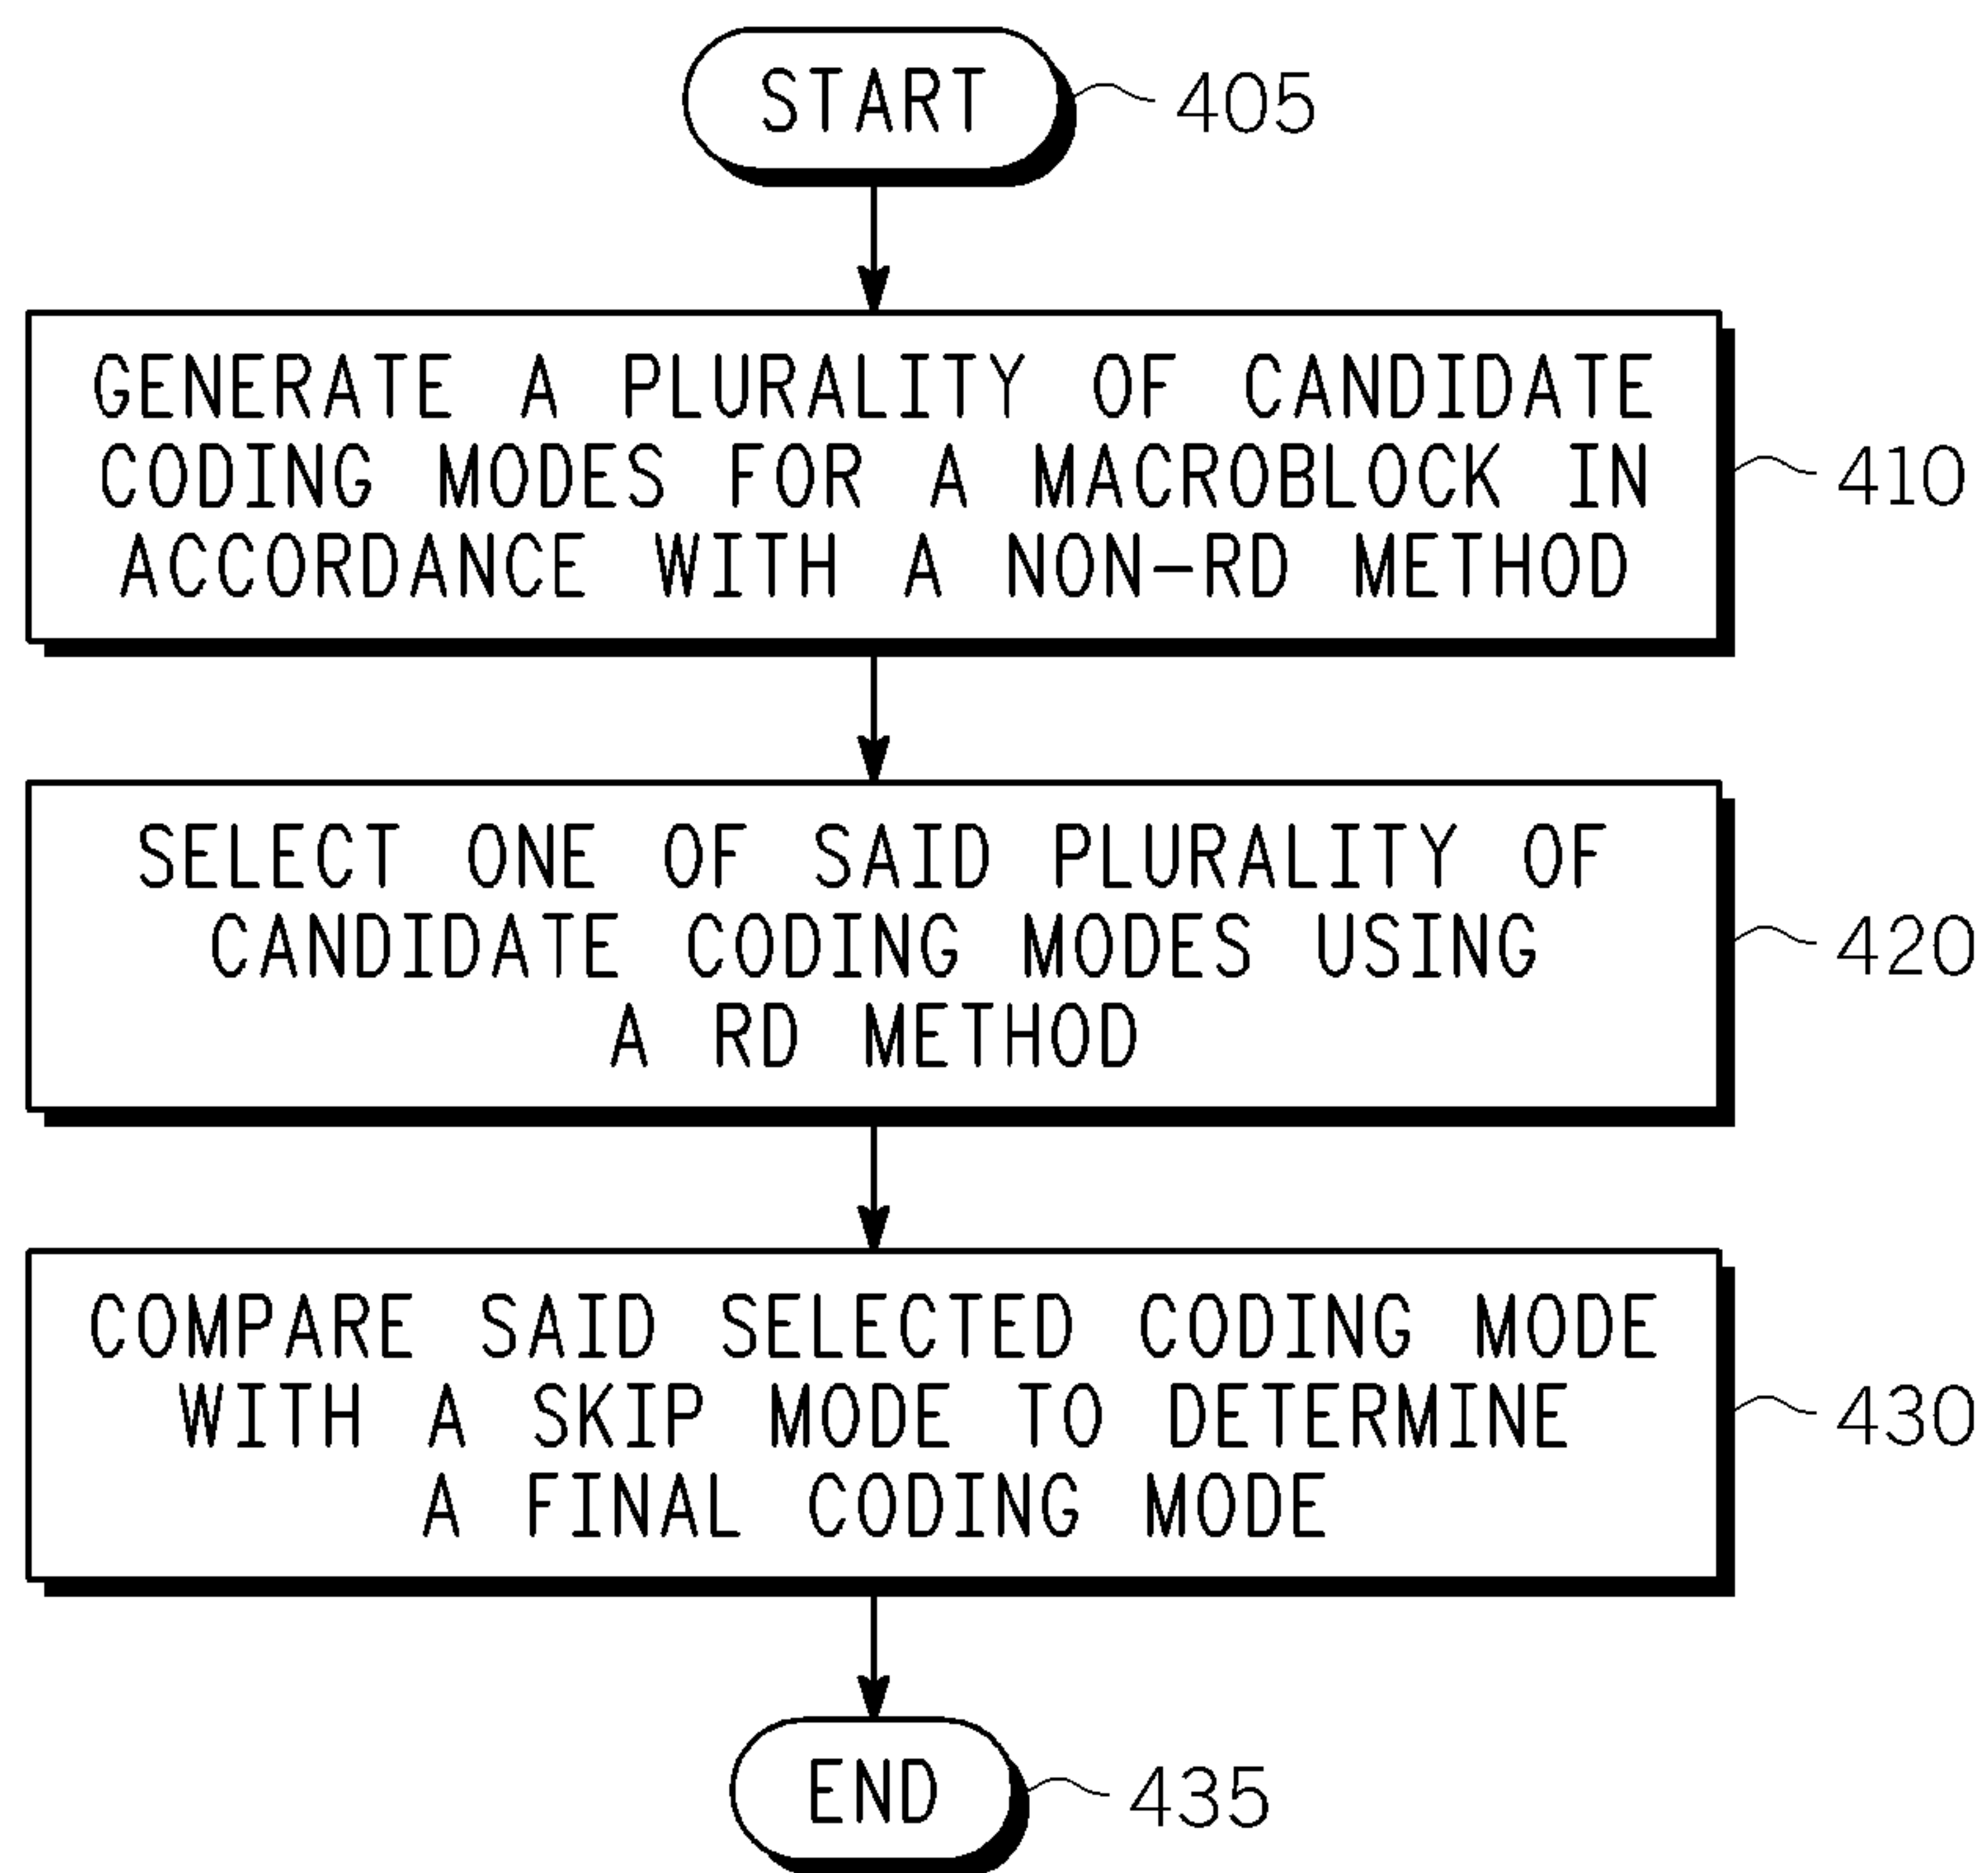 START
405
GENERATE A PLURALITY OF CANDIDATE
CODING MODES FOR A MACROBLOCK IN
ACCORDANCE WITH A NON-RD METHOD
410
SELECT ONE OF SAID PLURALITY OF
CANDIDATE CODING MODES USING
A RD METHOD
420
COMPARE SAID SELECTED CODING MODE
WITH A SKIP MODE TO DETERMINE
A FINAL CODING MODE
430
END
435